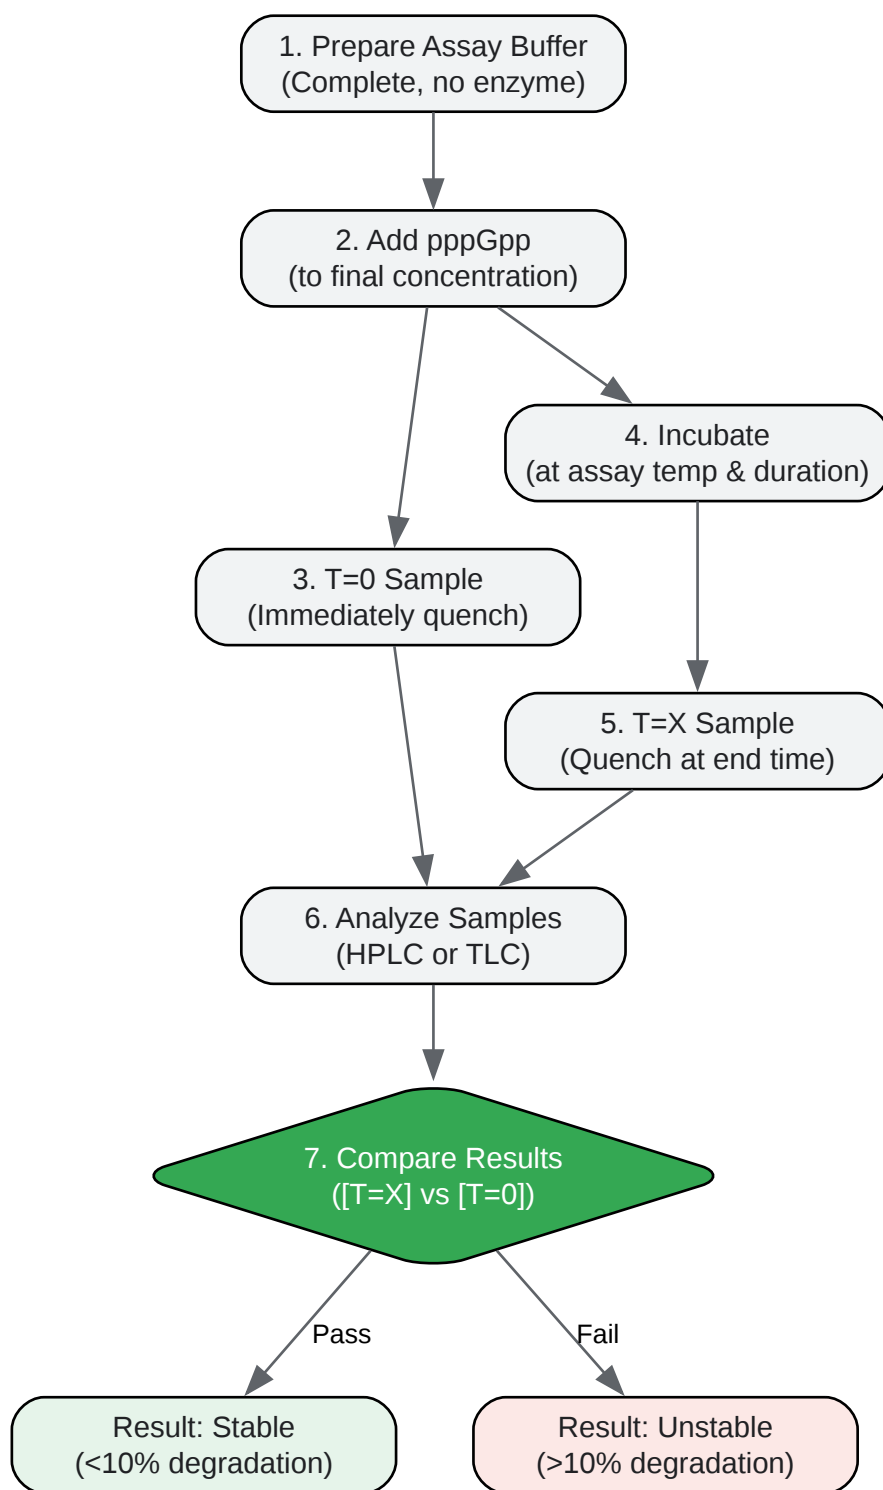 1. Prepare Assay Buffer
(Complete, no enzyme)
2. Add pppGpp
(to final concentration)
4. Incubate
(at assay temp & duration)
3. T=0 Sample
(Immediately quench)
5. T=X Sample
(Quench at end time)
6. Analyze Samples
(HPLC or TLC)
7. Compare Results
([T=X] vs [T=0])
Pass
Fail
Result: Stable
(<10% degradation)
Result: Unstable
(>10% degradation)